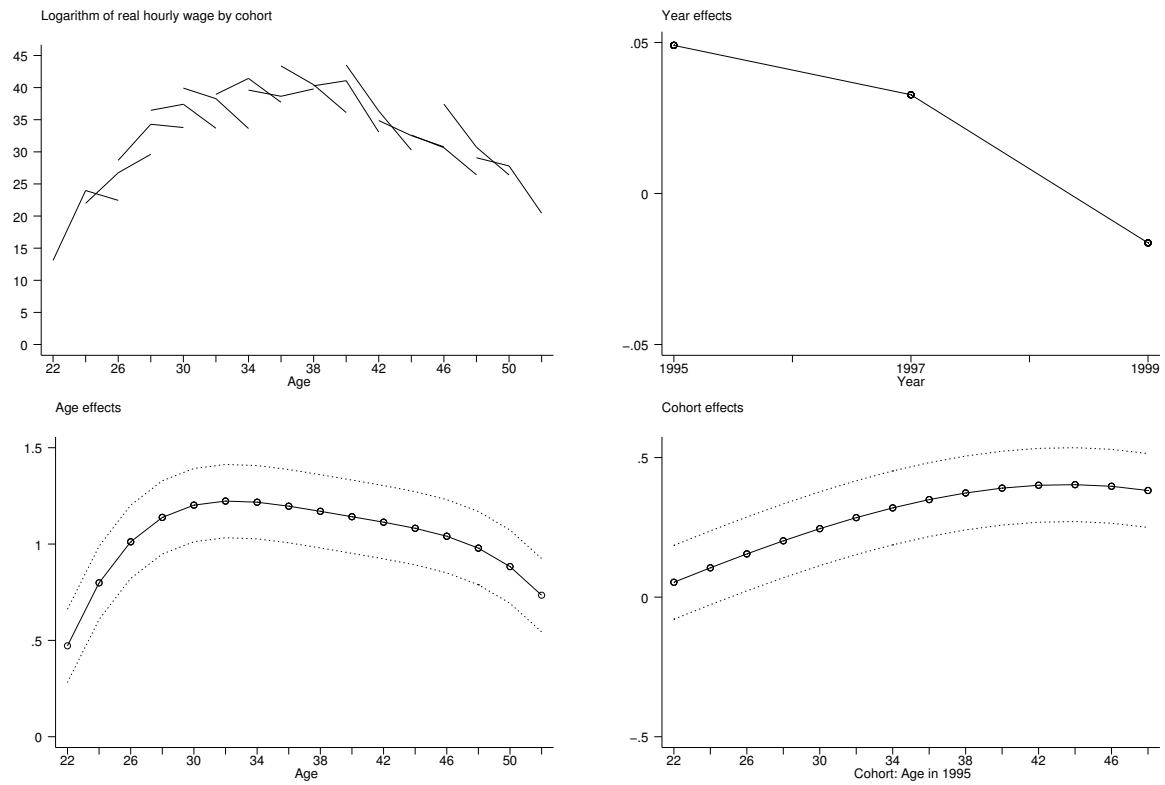 Logarithm of real hourly wage by cohort
45
40
35
30
25
20
15
10
5
0
22 26 30 34 38 42 46 50
Age
Year effects
.05
0
−.05
1995 1997 1999
Year
Age effects
1.5
1
.5
0
22 26 30 34 38 42 46 50
Age
Cohort effects
.5
0
−.5
22 26 30 34 38 42 46
Cohort: Age in 1995